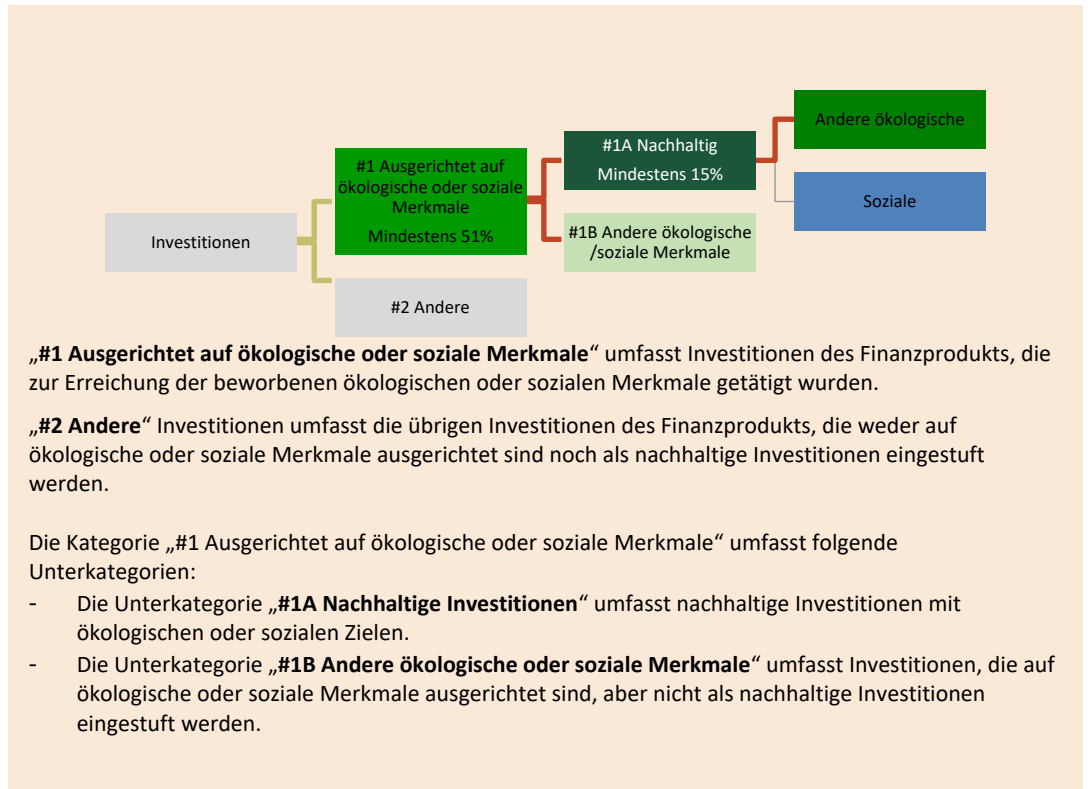 Andere ökologische
#1A Nachhaltig
Mindestens 15%
#1 Ausgerichtet auf
ökologische oder soziale
Merkmale
Mindestens 51%
Soziale
Investitionen
#1B Andere ökologische
/soziale Merkmale
#2 Andere
„#1 Ausgerichtet auf ökologische oder soziale Merkmale“ umfasst Investitionen des Finanzprodukts, die
zur Erreichung der beworbenen ökologischen oder sozialen Merkmale getätigt wurden.
„#2 Andere“ Investitionen umfasst die übrigen Investitionen des Finanzprodukts, die weder auf
ökologische oder soziale Merkmale ausgerichtet sind noch als nachhaltige Investitionen eingestuft
werden.
Die Kategorie „#1 Ausgerichtet auf ökologische oder soziale Merkmale“ umfasst folgende
Unterkategorien:
- Die Unterkategorie „#1A Nachhaltige Investitionen“ umfasst nachhaltige Investitionen mit
ökologischen oder sozialen Zielen.
- Die Unterkategorie „#1B Andere ökologische oder soziale Merkmale“ umfasst Investitionen, die auf
ökologische oder soziale Merkmale ausgerichtet sind, aber nicht als nachhaltige Investitionen
eingestuft werden.